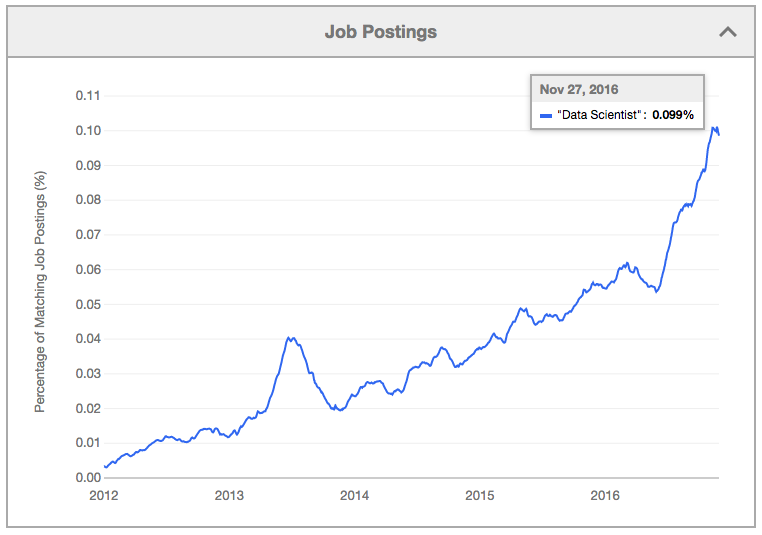 Job Postings
Nov 27, 2016
"Data Scientist": 0.099%
Percentage of Matching Job Postings (%)
0.11
0.10
0.09
0.08
0.07
0.06
0.05
0.04
0.03
0.02
0.01
0.00
2012 2013 2014 2015 2016